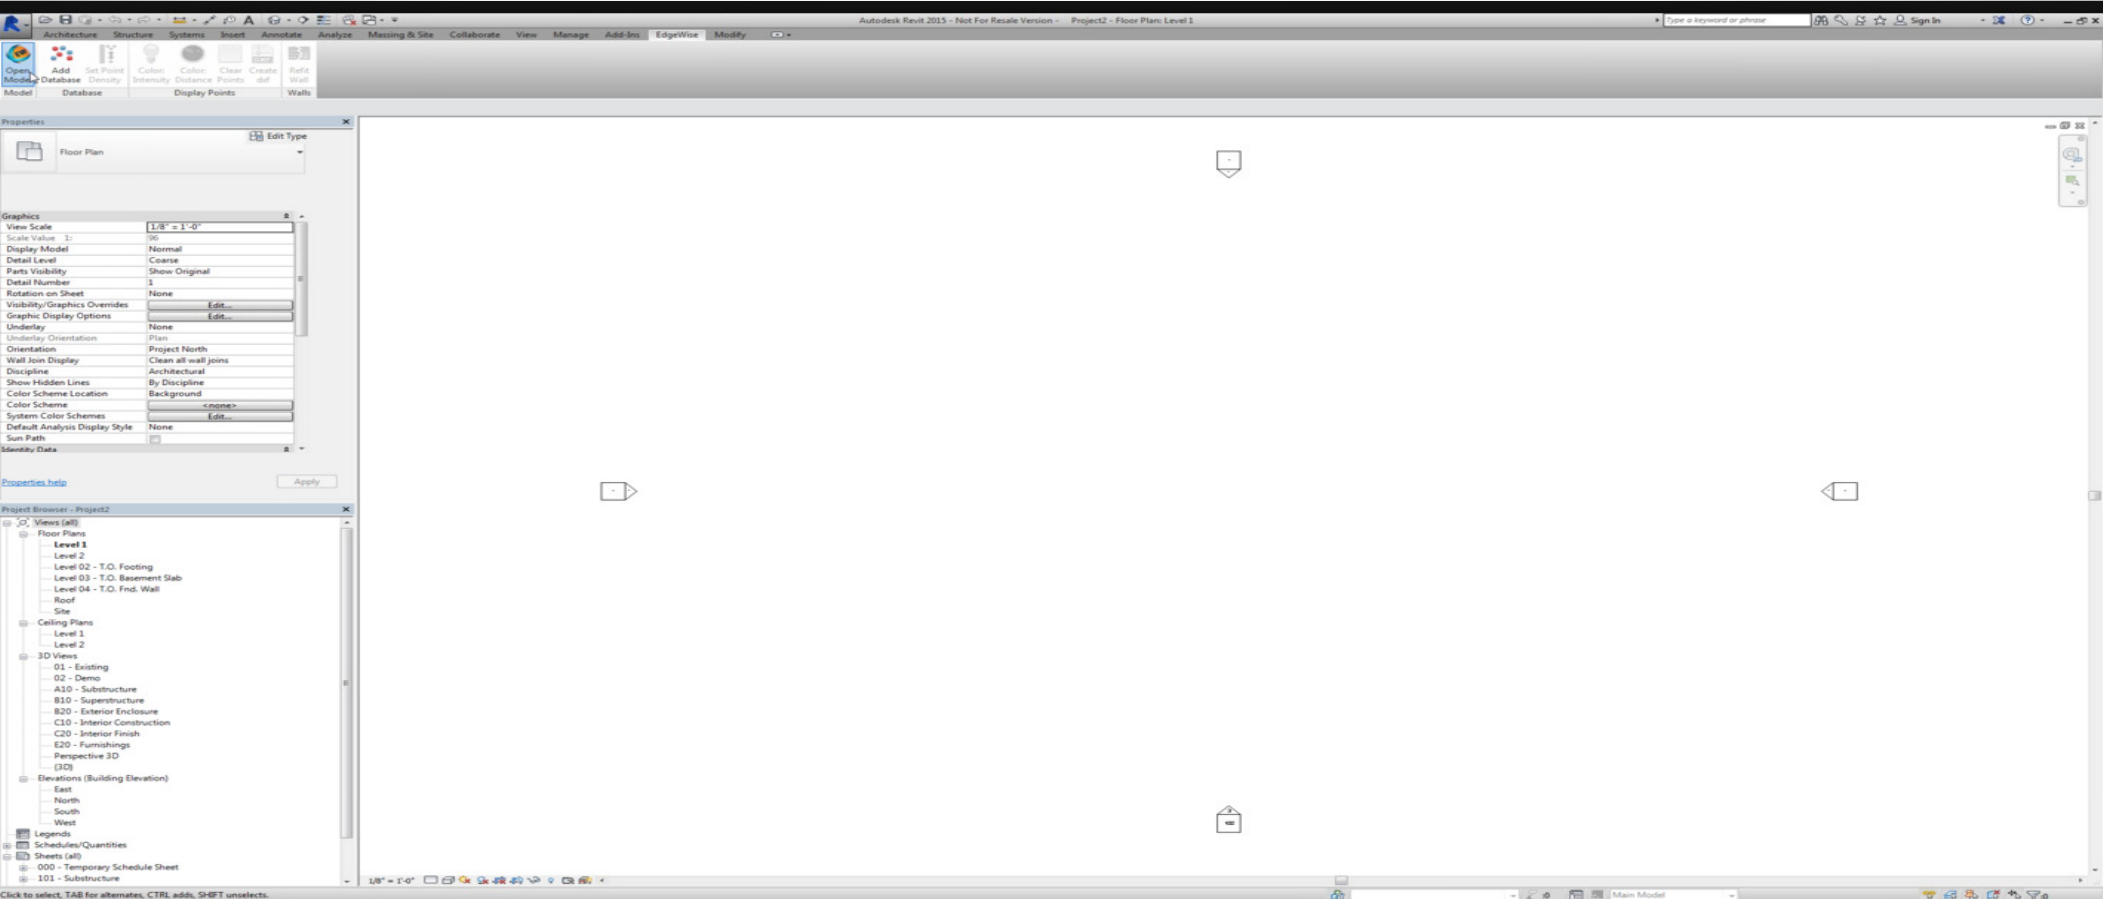 Autodesk Revit 2015 - Not For Resale Version - Project2 - Floor Plan: Level 1
Type a keyword or phrase
Sign In
Architecture Structure Systems Insert Annotate Analyze Massing & Site Collaborate View Manage Add-Ins EdgeWise Modify
Open Model
Add Database
Set Point Density
Color: Intensity
Color: Distance
Clear Points
Create dxf
Refit Wall
Model Database Display Points Walls
Properties
Edit Type
Floor Plan
Graphics
View Scale 1/8" = 1'-0"
Scale Value 1: 96
Display Model Normal
Detail Level Coarse
Parts Visibility Show Original
Detail Number 1
Rotation on Sheet None
Visibility/Graphics Overrides Edit...
Graphic Display Options Edit...
Underlay None
Underlay Orientation Plan
Orientation Project North
Wall Join Display Clean all wall joins
Discipline Architectural
Show Hidden Lines By Discipline
Color Scheme Location Background
Color Scheme <none>
System Color Schemes Edit...
Default Analysis Display Style None
Sun Path
Identity Data
Properties help Apply
Project Browser - Project2
Views (all)
Floor Plans
Level 1
Level 2
Level 02 - T.O. Footing
Level 03 - T.O. Basement Slab
Level 04 - T.O. Fnd. Wall
Roof
Site
Ceiling Plans
Level 1
Level 2
3D Views
01 - Existing
02 - Demo
A10 - Substructure
B10 - Superstructure
B20 - Exterior Enclosure
C10 - Interior Construction
C20 - Interior Finish
E20 - Furnishings
Perspective 3D
{3D}
Elevations (Building Elevation)
East
North
South
West
Legends
Schedules/Quantities
Sheets (all)
000 - Temporary Schedule Sheet
101 - Substructure
1/8" = 1'-0"
Click to select, TAB for alternates, CTRL adds, SHIFT unselects.
:0
Main Model
:0